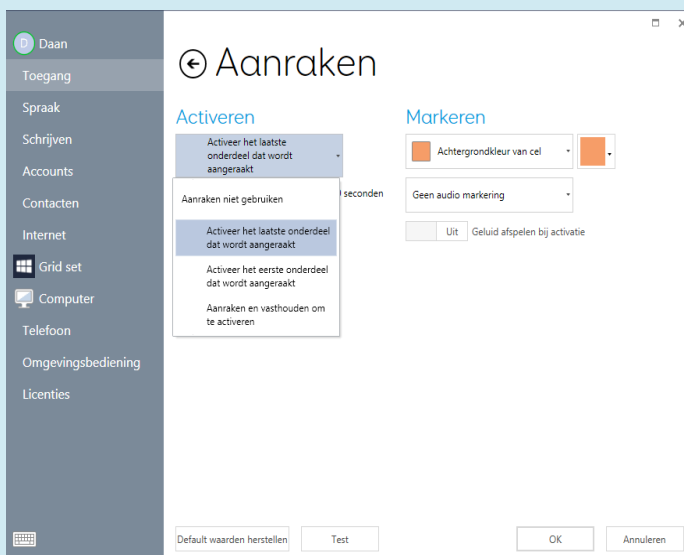 D Daan
Toegang
Spraak
Schrijven
Accounts
Contacten
Internet
Grid set
Computer
Telefoon
Omgevingsbediening
Licenties
Aanraken
Activeren
Activeer het laatste
onderdeel dat wordt
aangeraakt
seconden
Aanraken niet gebruiken
Activeer het laatste onderdeel
dat wordt aangeraakt
Activeer het eerste onderdeel
dat wordt aangeraakt
Aanraken en vasthouden om
te activeren
Markeren
Achtergrondkleur van cel
Geen audio markering
Uit Geluid afspelen bij activatie
Default waarden herstellen Test OK Annuleren